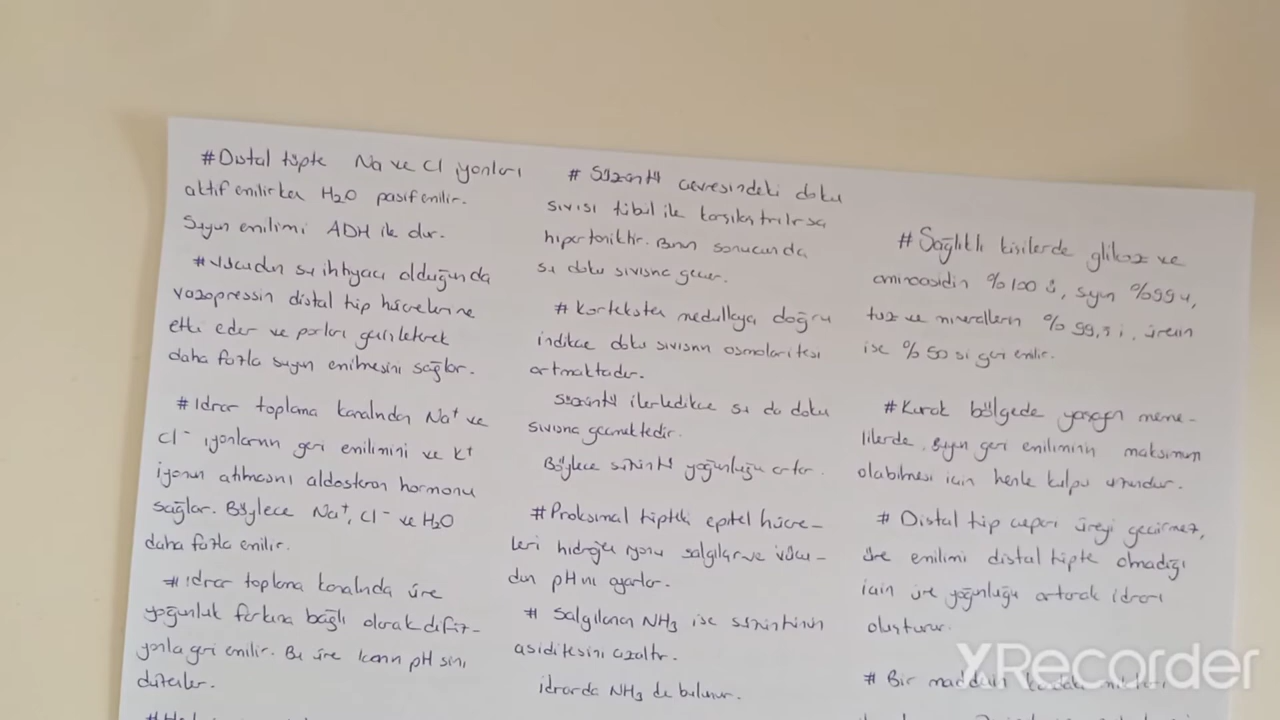 #Distal tüpte Na ve Cl iyonları
aktif emilirken H2O pasif emilir.
Suyun emilimi ADH ile dır.
#Vücudun su ihtiyacı olduğunda
vazopressin distal tüp hücrelerine
etki eder ve porları genişleterek
daha fazla suyun emilmesini sağlar.
#İdrar toplama kanalından Na+ ve
Cl- iyonlarının geri emilimini ve K+
iyonun atılmasını aldosteron hormonu
sağlar. Böylece Na+, Cl- ve H2O
daha fazla emilir.
#İdrar toplama kanalında üre
yoğunluk farkına bağlı olarak difüz-
yonla geri emilir. Bu üre kanın pH sini
düzenler.
# Süzüntü çevresindeki doku
sıvısı tübül ile karşılaştırılırsa
hipertoniktir. Bunun sonucunda
su doku sıvısına geçer.
# Korteksten medullaya doğru
indikçe doku sıvısının osmolaritesi
artmaktadır.
Süzüntü ilerledikçe su da doku
sıvısına geçmektedir.
Böylece süzüntü yoğunluğu artar.
#Proksimal tüpteki epitel hücre-
leri hidrojen iyonu salgılar ve vücu-
dun pH nı ayarlar.
# Salgılanan NH3 ise süzüntünün
asiditesini azaltır.
idrarda NH3 de bulunur.
#Sağlıklı kişilerde glikoz ve
aminoasidin %100 ü, suyun %99 u,
tuz ve minerallerin %99,5 i, ürenin
ise %50 si geri emilir.
#Kurak bölgede yaşayan meme-
lilerde suyun geri emiliminin maksimum
olabilmesi için henle kulpu uzundur.
# Distal tüp çeperi üreyi geçirmez,
üre emilimi distal tüpte olmadığı
için üre yoğunluğu artarak idrarı
oluşturur.
# Bir maddenin kandaki miktarı
XRecorder